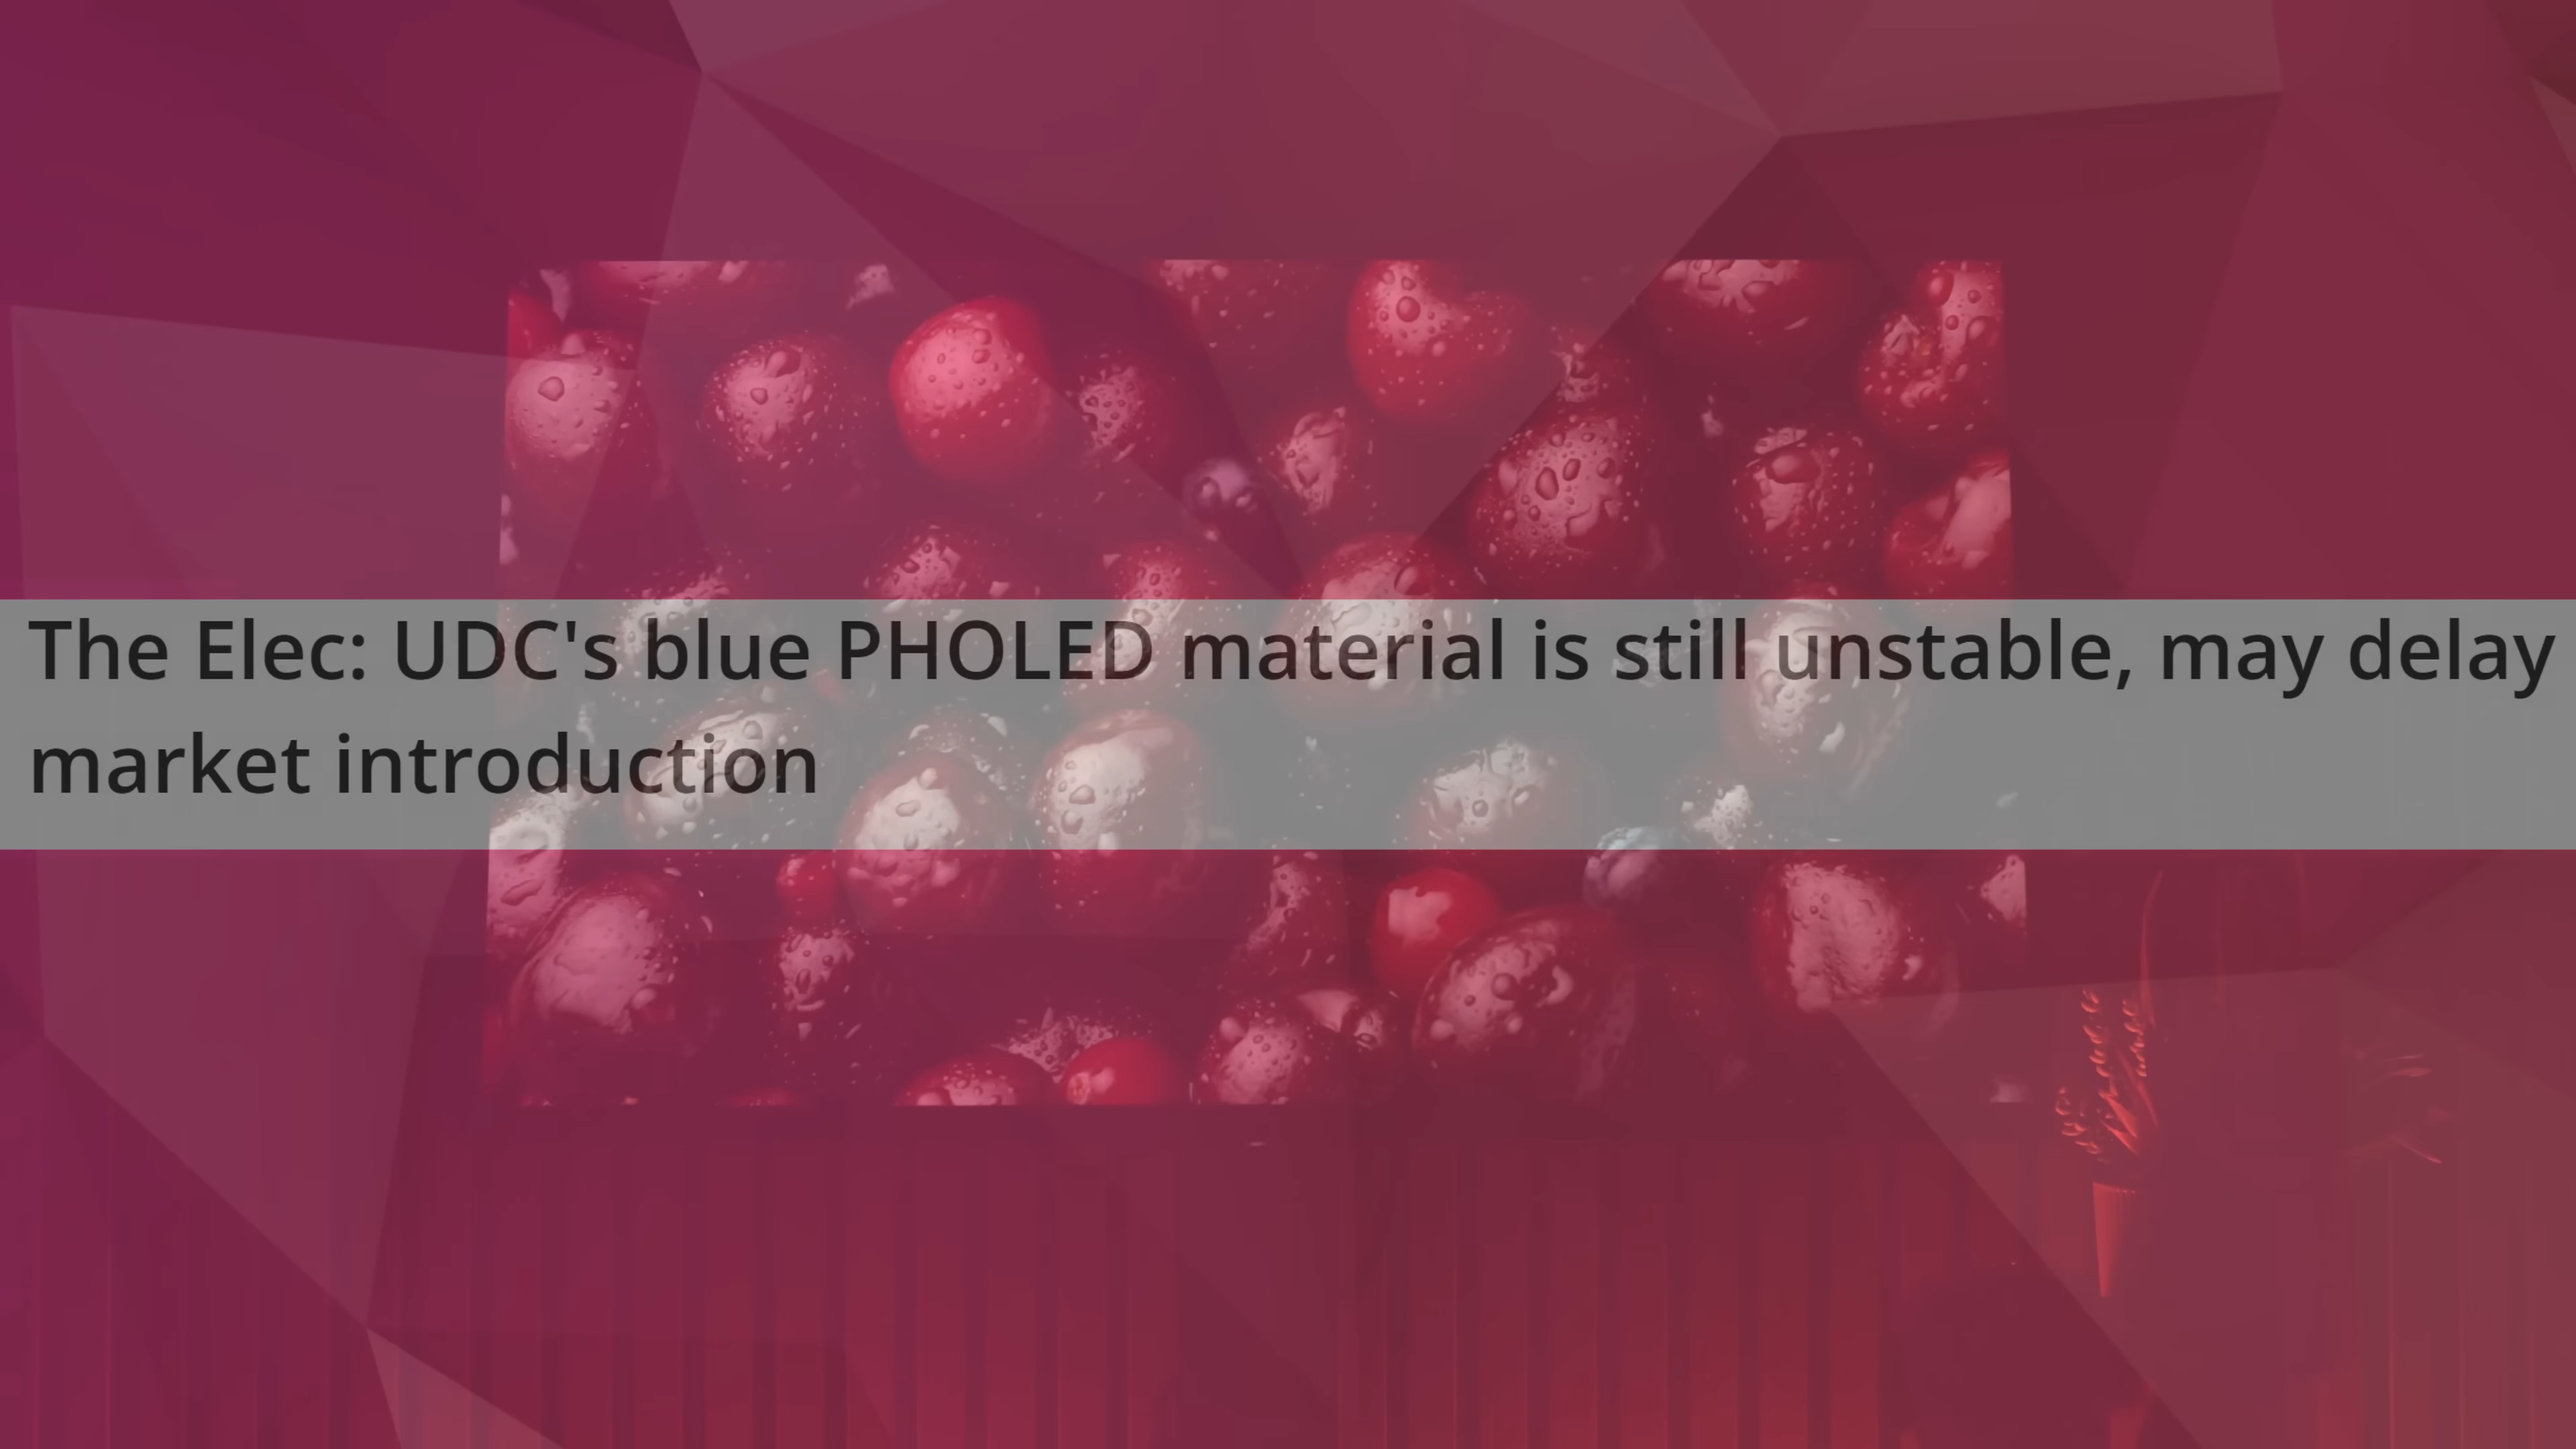 The Elec: UDC's blue PHOLED material is still unstable, may delay
market introduction